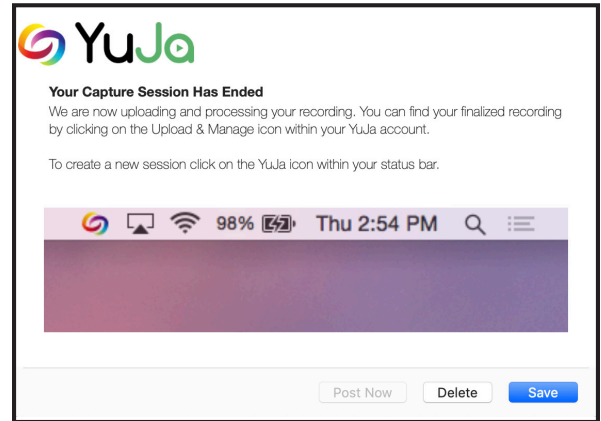 YuJa
Your Capture Session Has Ended
We are now uploading and processing your recording. You can find your finalized recording
by clicking on the Upload & Manage icon within your YuJa account.
To create a new session click on the YuJa icon within your status bar.
98% Thu 2:54 PM
Post Now Delete Save